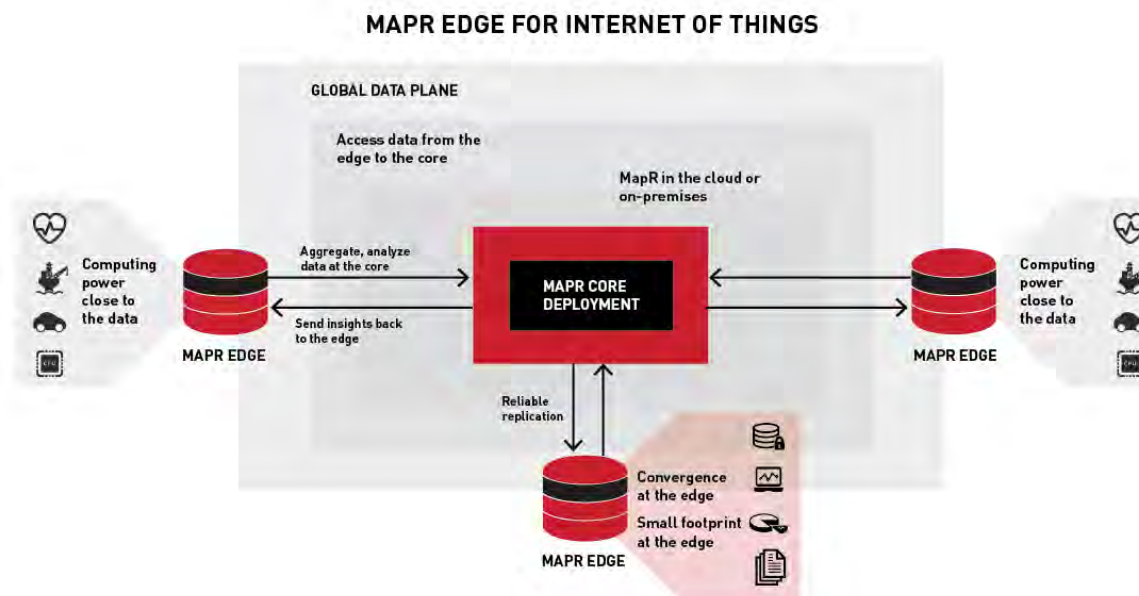 MAPR EDGE FOR INTERNET OF THINGS
GLOBAL DATA PLANE
Access data from the
edge to the core
MapR in the cloud or
on-premises
Computing
power
close to
the data
CPU
MAPR EDGE
Aggregate, analyze
data at the core
Send insights back
to the edge
MAPR CORE
DEPLOYMENT
MAPR EDGE
Computing
power
close to
the data
CPU
Reliable
replication
MAPR EDGE
Convergence
at the edge
Small footprint
at the edge